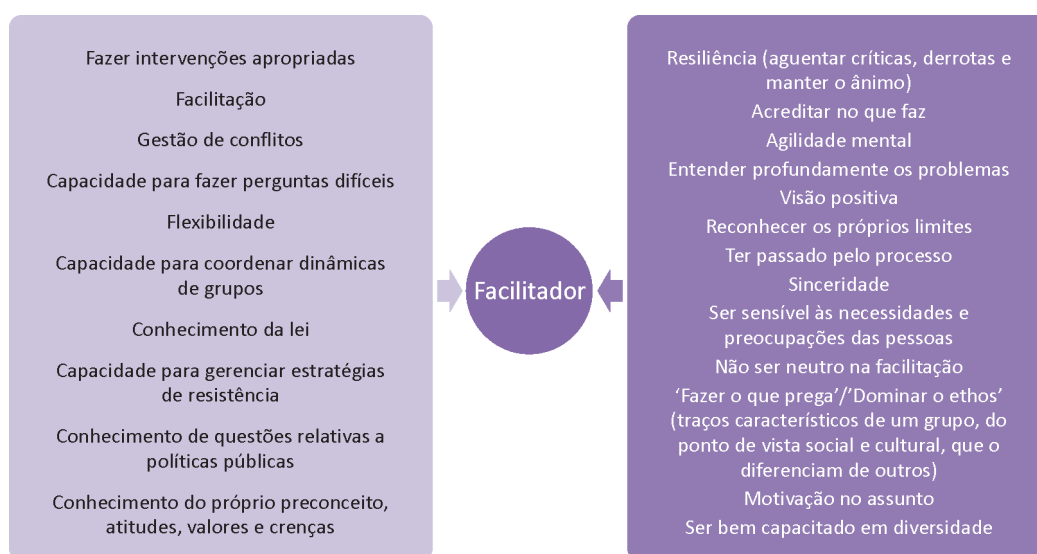 Fazer intervenções apropriadas
Facilitação
Gestão de conflitos
Capacidade para fazer perguntas difíceis
Flexibilidade
Capacidade para coordenar dinâmicas
de grupos
Conhecimento da lei
Capacidade para gerenciar estratégias
de resistência
Conhecimento de questões relativas a
políticas públicas
Conhecimento do próprio preconceito,
atitudes, valores e crenças
Facilitador
Resiliência (aguentar críticas, derrotas e
manter o ânimo)
Acreditar no que faz
Agilidade mental
Entender profundamente os problemas
Visão positiva
Reconhecer os próprios limites
Ter passado pelo processo
Sinceridade
Ser sensível às necessidades e
preocupações das pessoas
Não ser neutro na facilitação
‘Fazer o que prega’/’Dominar o ethos’
(traços característicos de um grupo, do
ponto de vista social e cultural, que o
diferenciam de outros)
Motivação no assunto
Ser bem capacitado em diversidade